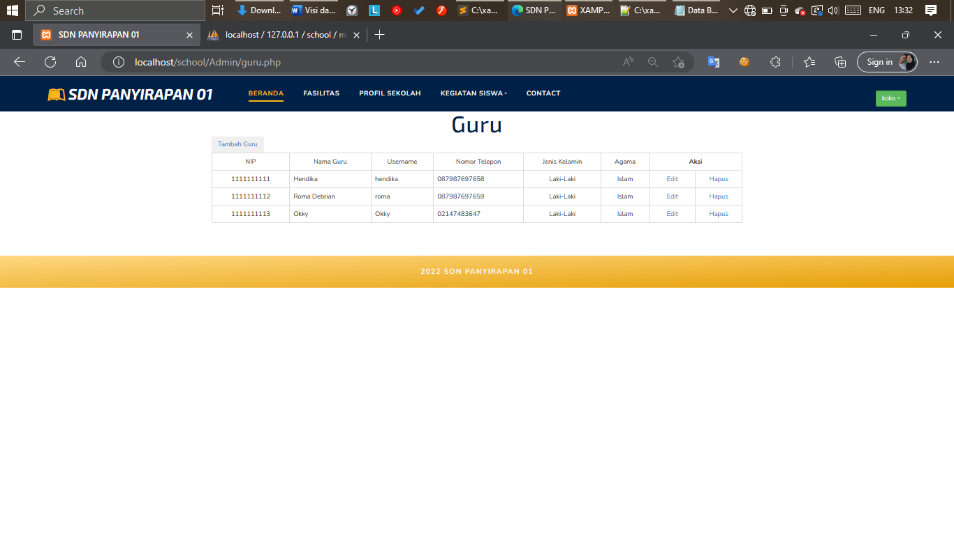 Search
Downl...
Visi da...
C:\xa...
SDN P...
XAMP...
C:\xa...
Data B...
ENG
13:32
SDN PANYIRAPAN 01
localhost / 127.0.0.1 / school / m
localhost/school/Admin/guru.php
Sign in
SDN PANYIRAPAN 01
BERANDA
FASILITAS
PROFIL SEKOLAH
KEGIATAN SISWA
CONTACT
koko
Guru
Tambah Guru
NIP Nama Guru Username Nomor Telepon Jenis Kelamin Agama Aksi
1111111111 Hendika hendika 087987697658 Laki-Laki Islam Edit Hapus
1111111112 Roma Debrian roma 087987697659 Laki-Laki Islam Edit Hapus
1111111113 Okky Okky 02147483647 Laki-Laki Islam Edit Hapus
2022 SDN PANYIRAPAN 01